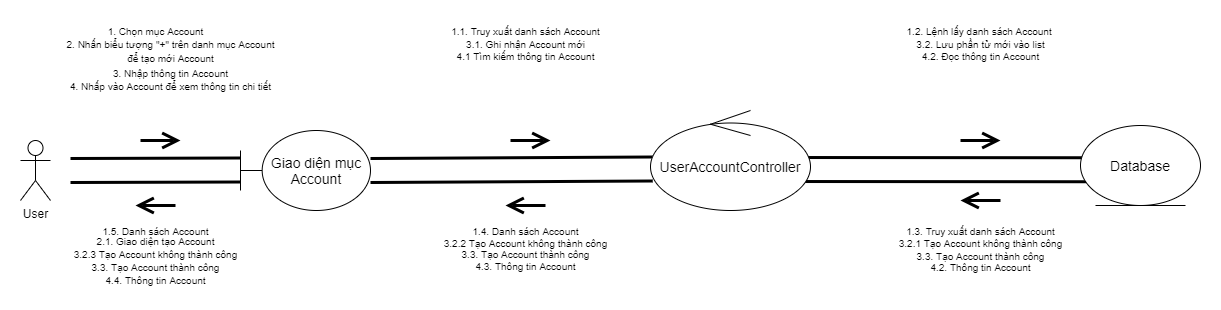 1. Chọn mục Account
2. Nhấn biểu tượng "+" trên danh mục Account
để tạo mới Account
3. Nhập thông tin Account
4. Nhấp vào Account để xem thông tin chi tiết
1.1. Truy xuất danh sách Account
3.1. Ghi nhận Account mới
4.1 Tìm kiếm thông tin Account
1.2. Lệnh lấy danh sách Account
3.2. Lưu phần tử mới vào list
4.2. Đọc thông tin Account
User
Giao diện mục
Account
UserAccountController
Database
1.5. Danh sách Account
2.1. Giao diện tạo Account
3.2.3 Tạo Account không thành công
3.3. Tạo Account thành công
4.4. Thông tin Account
1.4. Danh sách Account
3.2.2 Tạo Account không thành công
3.3. Tạo Account thành công
4.3. Thông tin Account
1.3. Truy xuất danh sách Account
3.2.1 Tạo Account không thành công
3.3. Tạo Account thành công
4.2. Thông tin Account